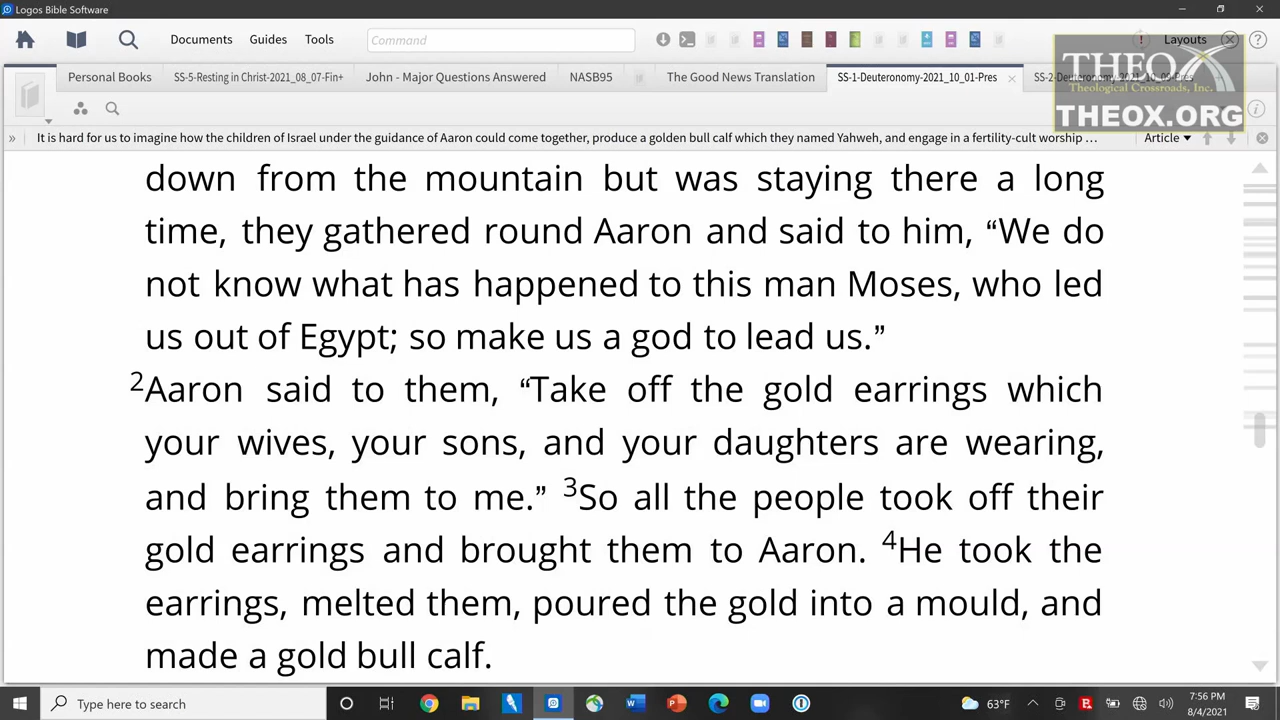 Logos Bible Software
Documents Guides Tools Command Layouts
THEOX
Theological Crossroads, Inc.
THEOX.ORG
Personal Books SS-5-Resting in Christ-2021_08_07-Fin+ John - Major Questions Answered NASB95 The Good News Translation SS-1-Deuteronomy-2021_10_01-Pres
» It is hard for us to imagine how the children of Israel under the guidance of Aaron could come together, produce a golden bull calf which they named Yahweh, and engage in a fertility-cult worship ... Article
down from the mountain but was staying there a long
time, they gathered round Aaron and said to him, “We do
not know what has happened to this man Moses, who led
us out of Egypt; so make us a god to lead us.”
2Aaron said to them, “Take off the gold earrings which
your wives, your sons, and your daughters are wearing,
and bring them to me.” 3So all the people took off their
gold earrings and brought them to Aaron. 4He took the
earrings, melted them, poured the gold into a mould, and
made a gold bull calf.
Type here to search 63°F 7:56 PM
8/4/2021